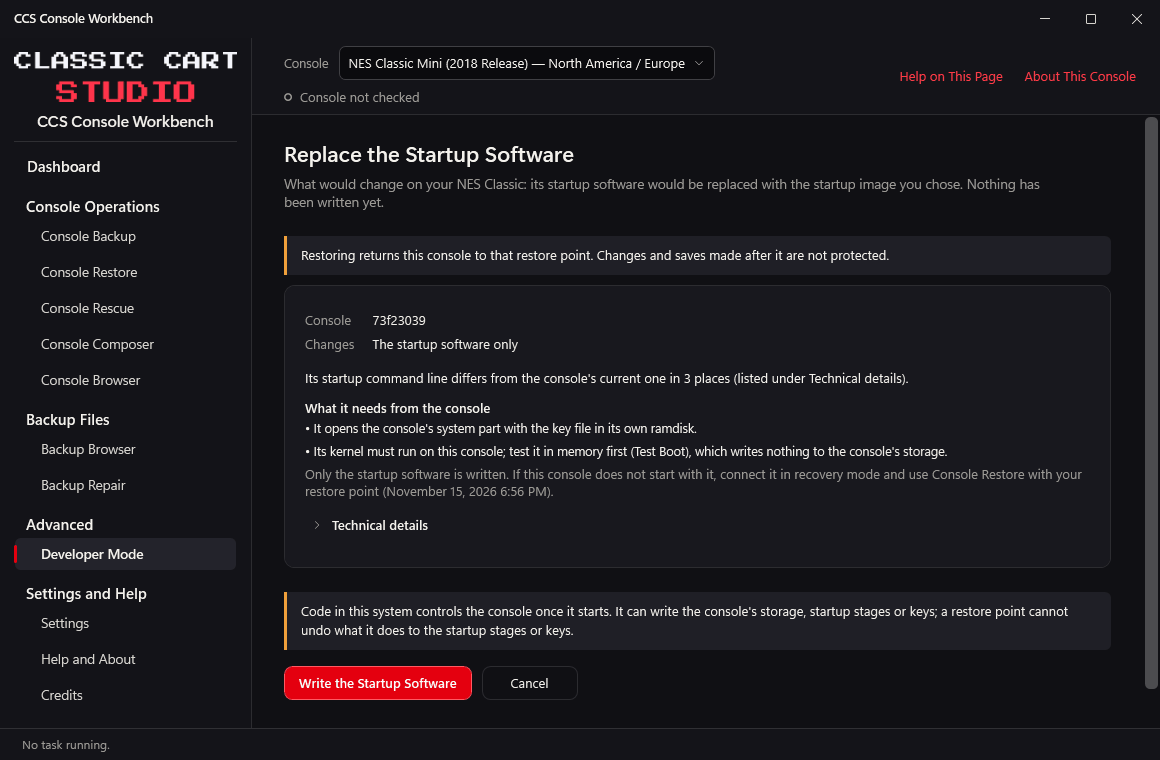 CCS Console Workbench
CLASSIC CART
STUDIO
CCS Console Workbench
Dashboard
Console Operations
Console Backup
Console Restore
Console Rescue
Console Composer
Console Browser
Backup Files
Backup Browser
Backup Repair
Advanced
Developer Mode
Settings and Help
Settings
Help and About
Credits
Console NES Classic Mini (2018 Release) — North America / Europe
Console not checked
Help on This Page About This Console
Replace the Startup Software
What would change on your NES Classic: its startup software would be replaced with the startup image you chose. Nothing has
been written yet.
Restoring returns this console to that restore point. Changes and saves made after it are not protected.
Console 73f23039
Changes The startup software only
Its startup command line differs from the console's current one in 3 places (listed under Technical details).
What it needs from the console
• It opens the console's system part with the key file in its own ramdisk.
• Its kernel must run on this console; test it in memory first (Test Boot), which writes nothing to the console's storage.
Only the startup software is written. If this console does not start with it, connect it in recovery mode and use Console Restore with your
restore point (November 15, 2026 6:56 PM).
Technical details
Code in this system controls the console once it starts. It can write the console's storage, startup stages or keys; a restore point cannot
undo what it does to the startup stages or keys.
Write the Startup Software Cancel
No task running.